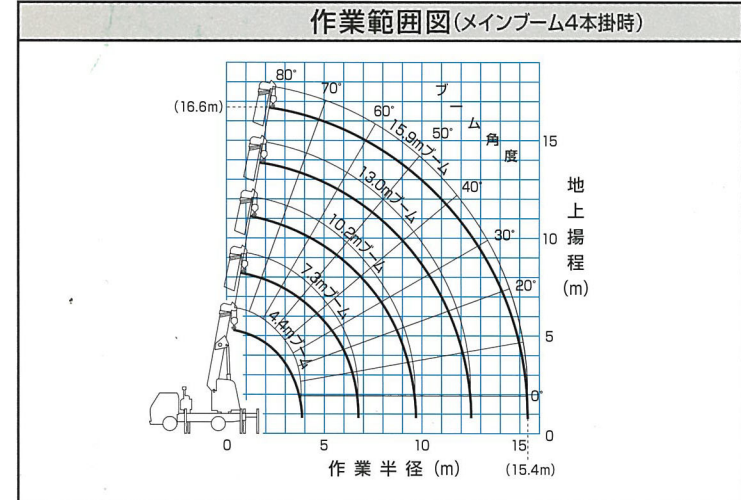 作業範囲図(メインブーム4本掛時)
80°
70°
60°
50°
40°
30°
20°
0°
ブーム角度
(16.6m)
15.9mブーム
13.0mブーム
10.2mブーム
7.3mブーム
4.4mブーム
15
10
5
0
地上揚程(m)
0 5 10 15
作業半径(m)
(15.4m)